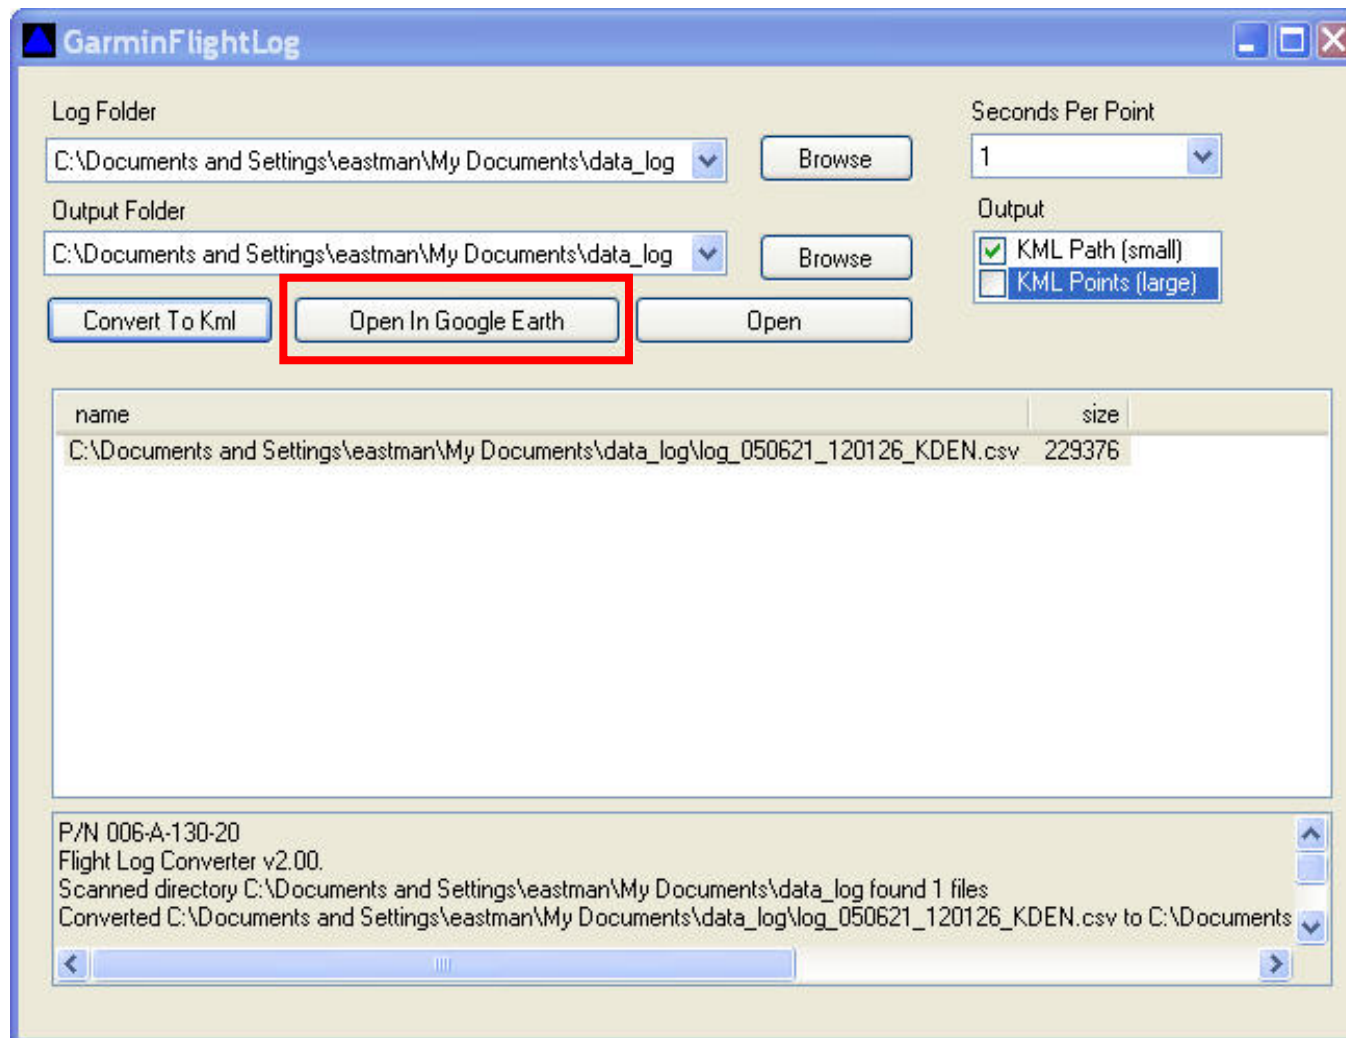 GarminFlightLog
Log Folder
Seconds Per Point
C:\Documents and Settings\eastman\My Documents\data_log
Browse
1
Output Folder
Output
C:\Documents and Settings\eastman\My Documents\data_log
Browse
KML Path (small)
KML Points (large)
Convert To Kml
Open In Google Earth
Open
name size
C:\Documents and Settings\eastman\My Documents\data_log\log_050621_120126_KDEN.csv 229376
P/N 006-A-130-20
Flight Log Converter v2.00.
Scanned directory C:\Documents and Settings\eastman\My Documents\data_log found 1 files
Converted C:\Documents and Settings\eastman\My Documents\data_log\log_050621_120126_KDEN.csv to C:\Documents